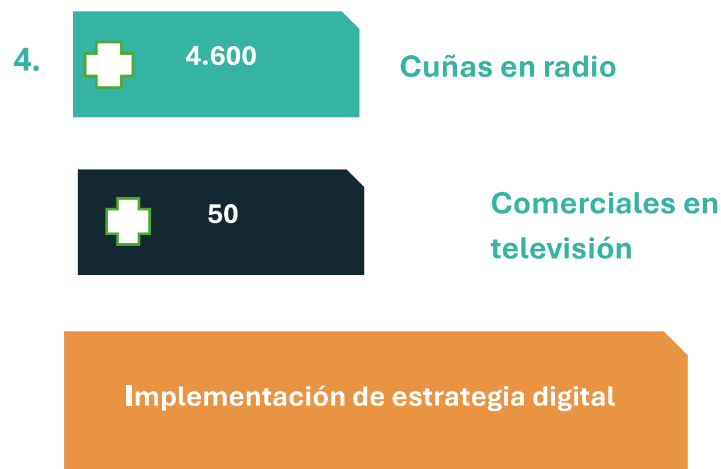 4.
4.600
Cuñas en radio
50
Comerciales en
televisión
Implementación de estrategia digital